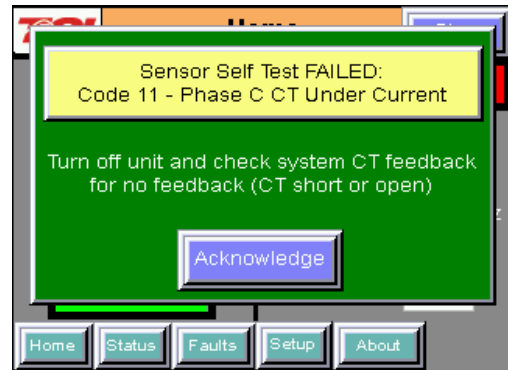 Sensor Self Test FAILED:
Code 11 - Phase C CT Under Current
Turn off unit and check system CT feedback
for no feedback (CT short or open)
Acknowledge
Home
Status
Faults
Setup
About